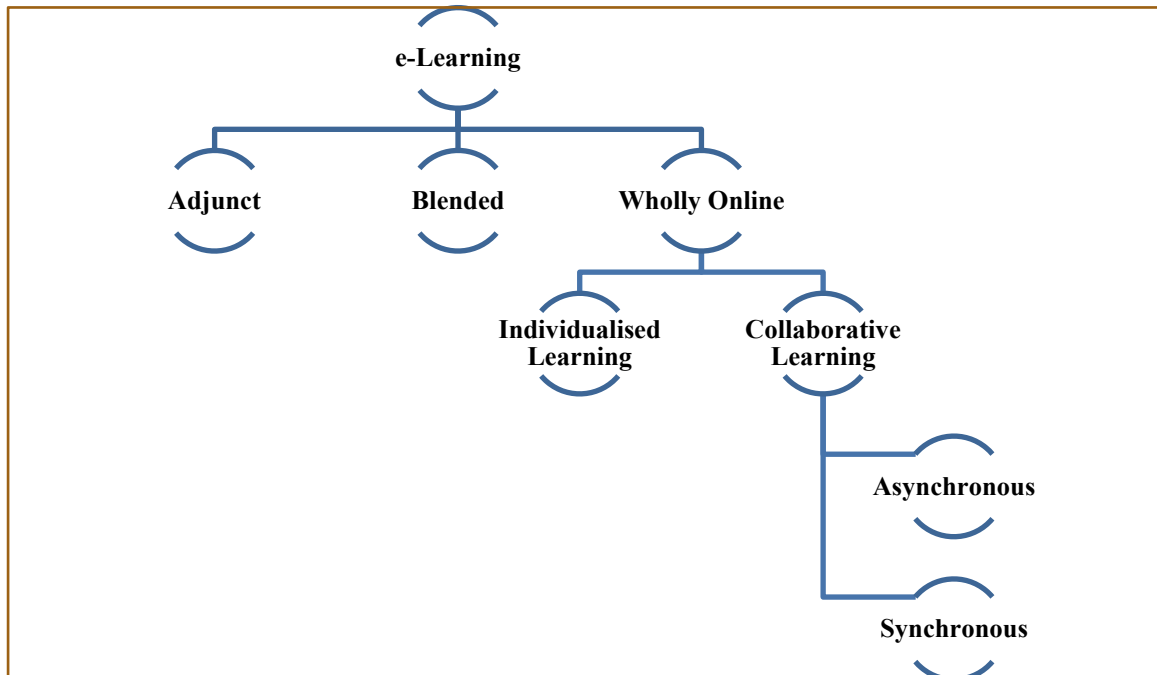 e-Learning
Adjunct
Blended
Wholly Online
Individualised
Learning
Collaborative
Learning
Asynchronous
Synchronous